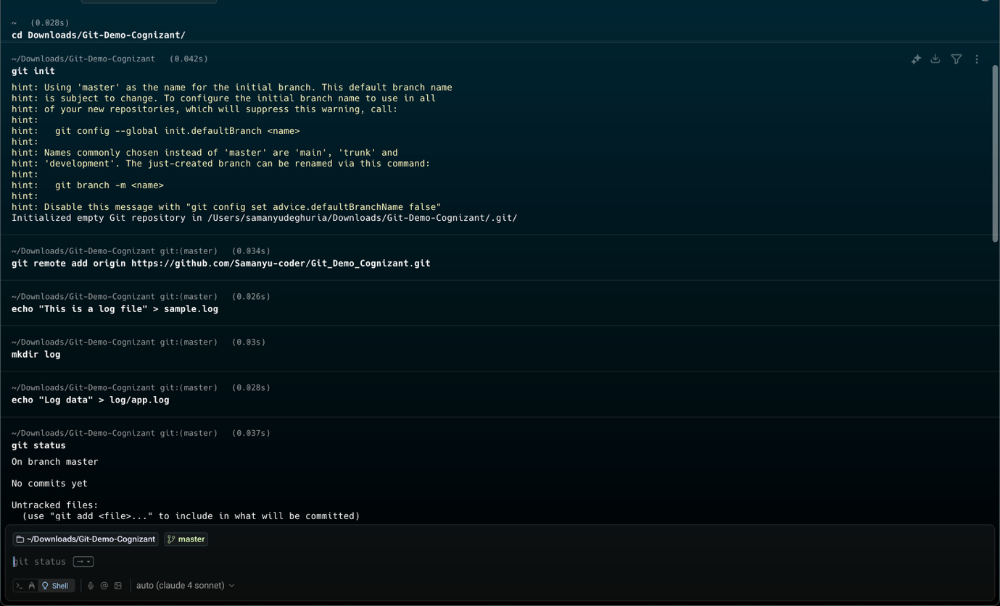 ~ (0.028s)
cd Downloads/Git-Demo-Cognizant/
~/Downloads/Git-Demo-Cognizant (0.042s)
git init
hint: Using 'master' as the name for the initial branch. This default branch name
hint: is subject to change. To configure the initial branch name to use in all
hint: of your new repositories, which will suppress this warning, call:
hint:
hint:   git config --global init.defaultBranch <name>
hint:
hint: Names commonly chosen instead of 'master' are 'main', 'trunk' and
hint: 'development'. The just-created branch can be renamed via this command:
hint:
hint:   git branch -m <name>
hint:
hint: Disable this message with "git config set advice.defaultBranchName false"
Initialized empty Git repository in /Users/samanyudeghuria/Downloads/Git-Demo-Cognizant/.git/
~/Downloads/Git-Demo-Cognizant git:(master) (0.034s)
git remote add origin https://github.com/Samanyu-coder/Git_Demo_Cognizant.git
~/Downloads/Git-Demo-Cognizant git:(master) (0.026s)
echo "This is a log file" > sample.log
~/Downloads/Git-Demo-Cognizant git:(master) (0.03s)
mkdir log
~/Downloads/Git-Demo-Cognizant git:(master) (0.028s)
echo "Log data" > log/app.log
~/Downloads/Git-Demo-Cognizant git:(master) (0.037s)
git status
On branch master
No commits yet
Untracked files:
  (use "git add <file>..." to include in what will be committed)
~/Downloads/Git-Demo-Cognizant master
git status
Shell @ auto (claude 4 sonnet)